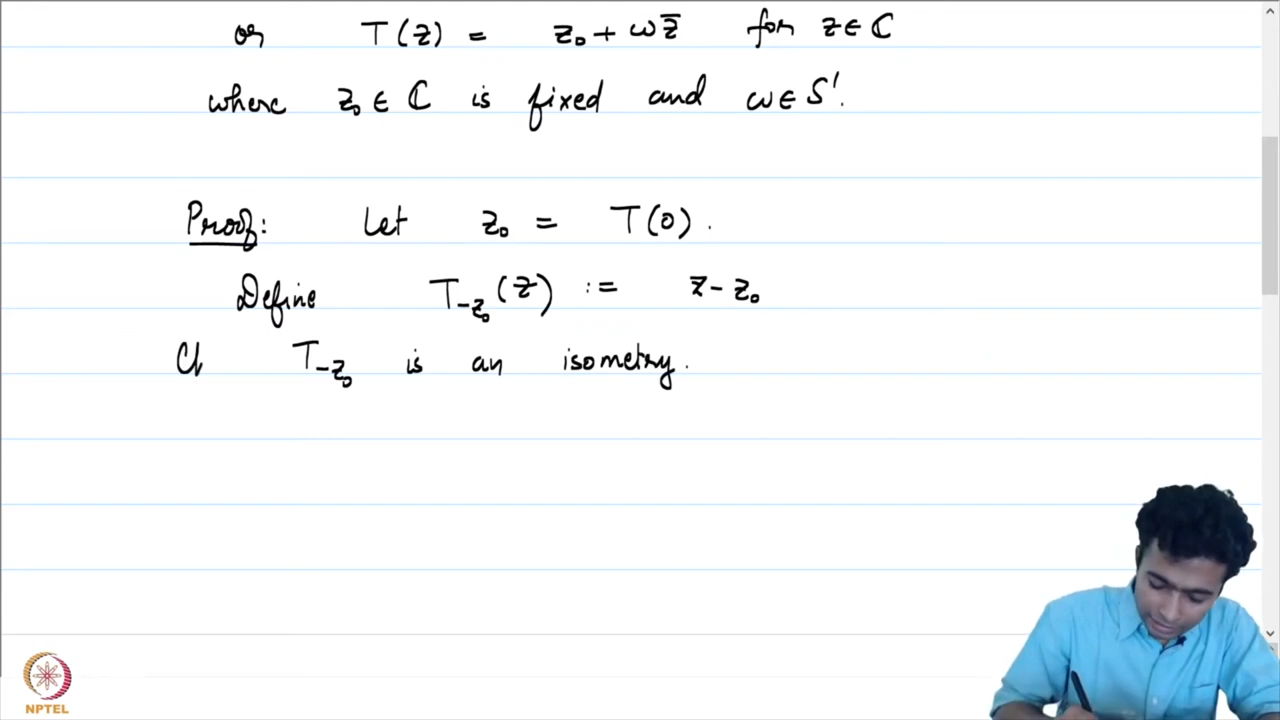 or T(z) = z₀ + ωz̄ for z ∈ ℂ
where z₀ ∈ ℂ is fixed and ω ∈ S¹.
Proof: Let z₀ = T(0).
Define T₋z₀(z) := z - z₀
T₋z₀ is an isometry.
NPTEL